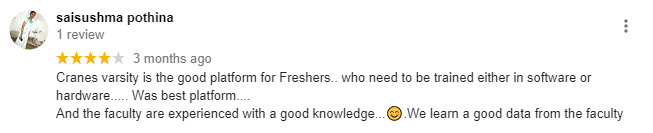 saisushma pothina
1 review
3 months ago
Cranes varsity is the good platform for Freshers.. who need to be trained either in software or
hardware..... Was best platform....
And the faculty are experienced with a good knowledge...😊.We learn a good data from the faculty